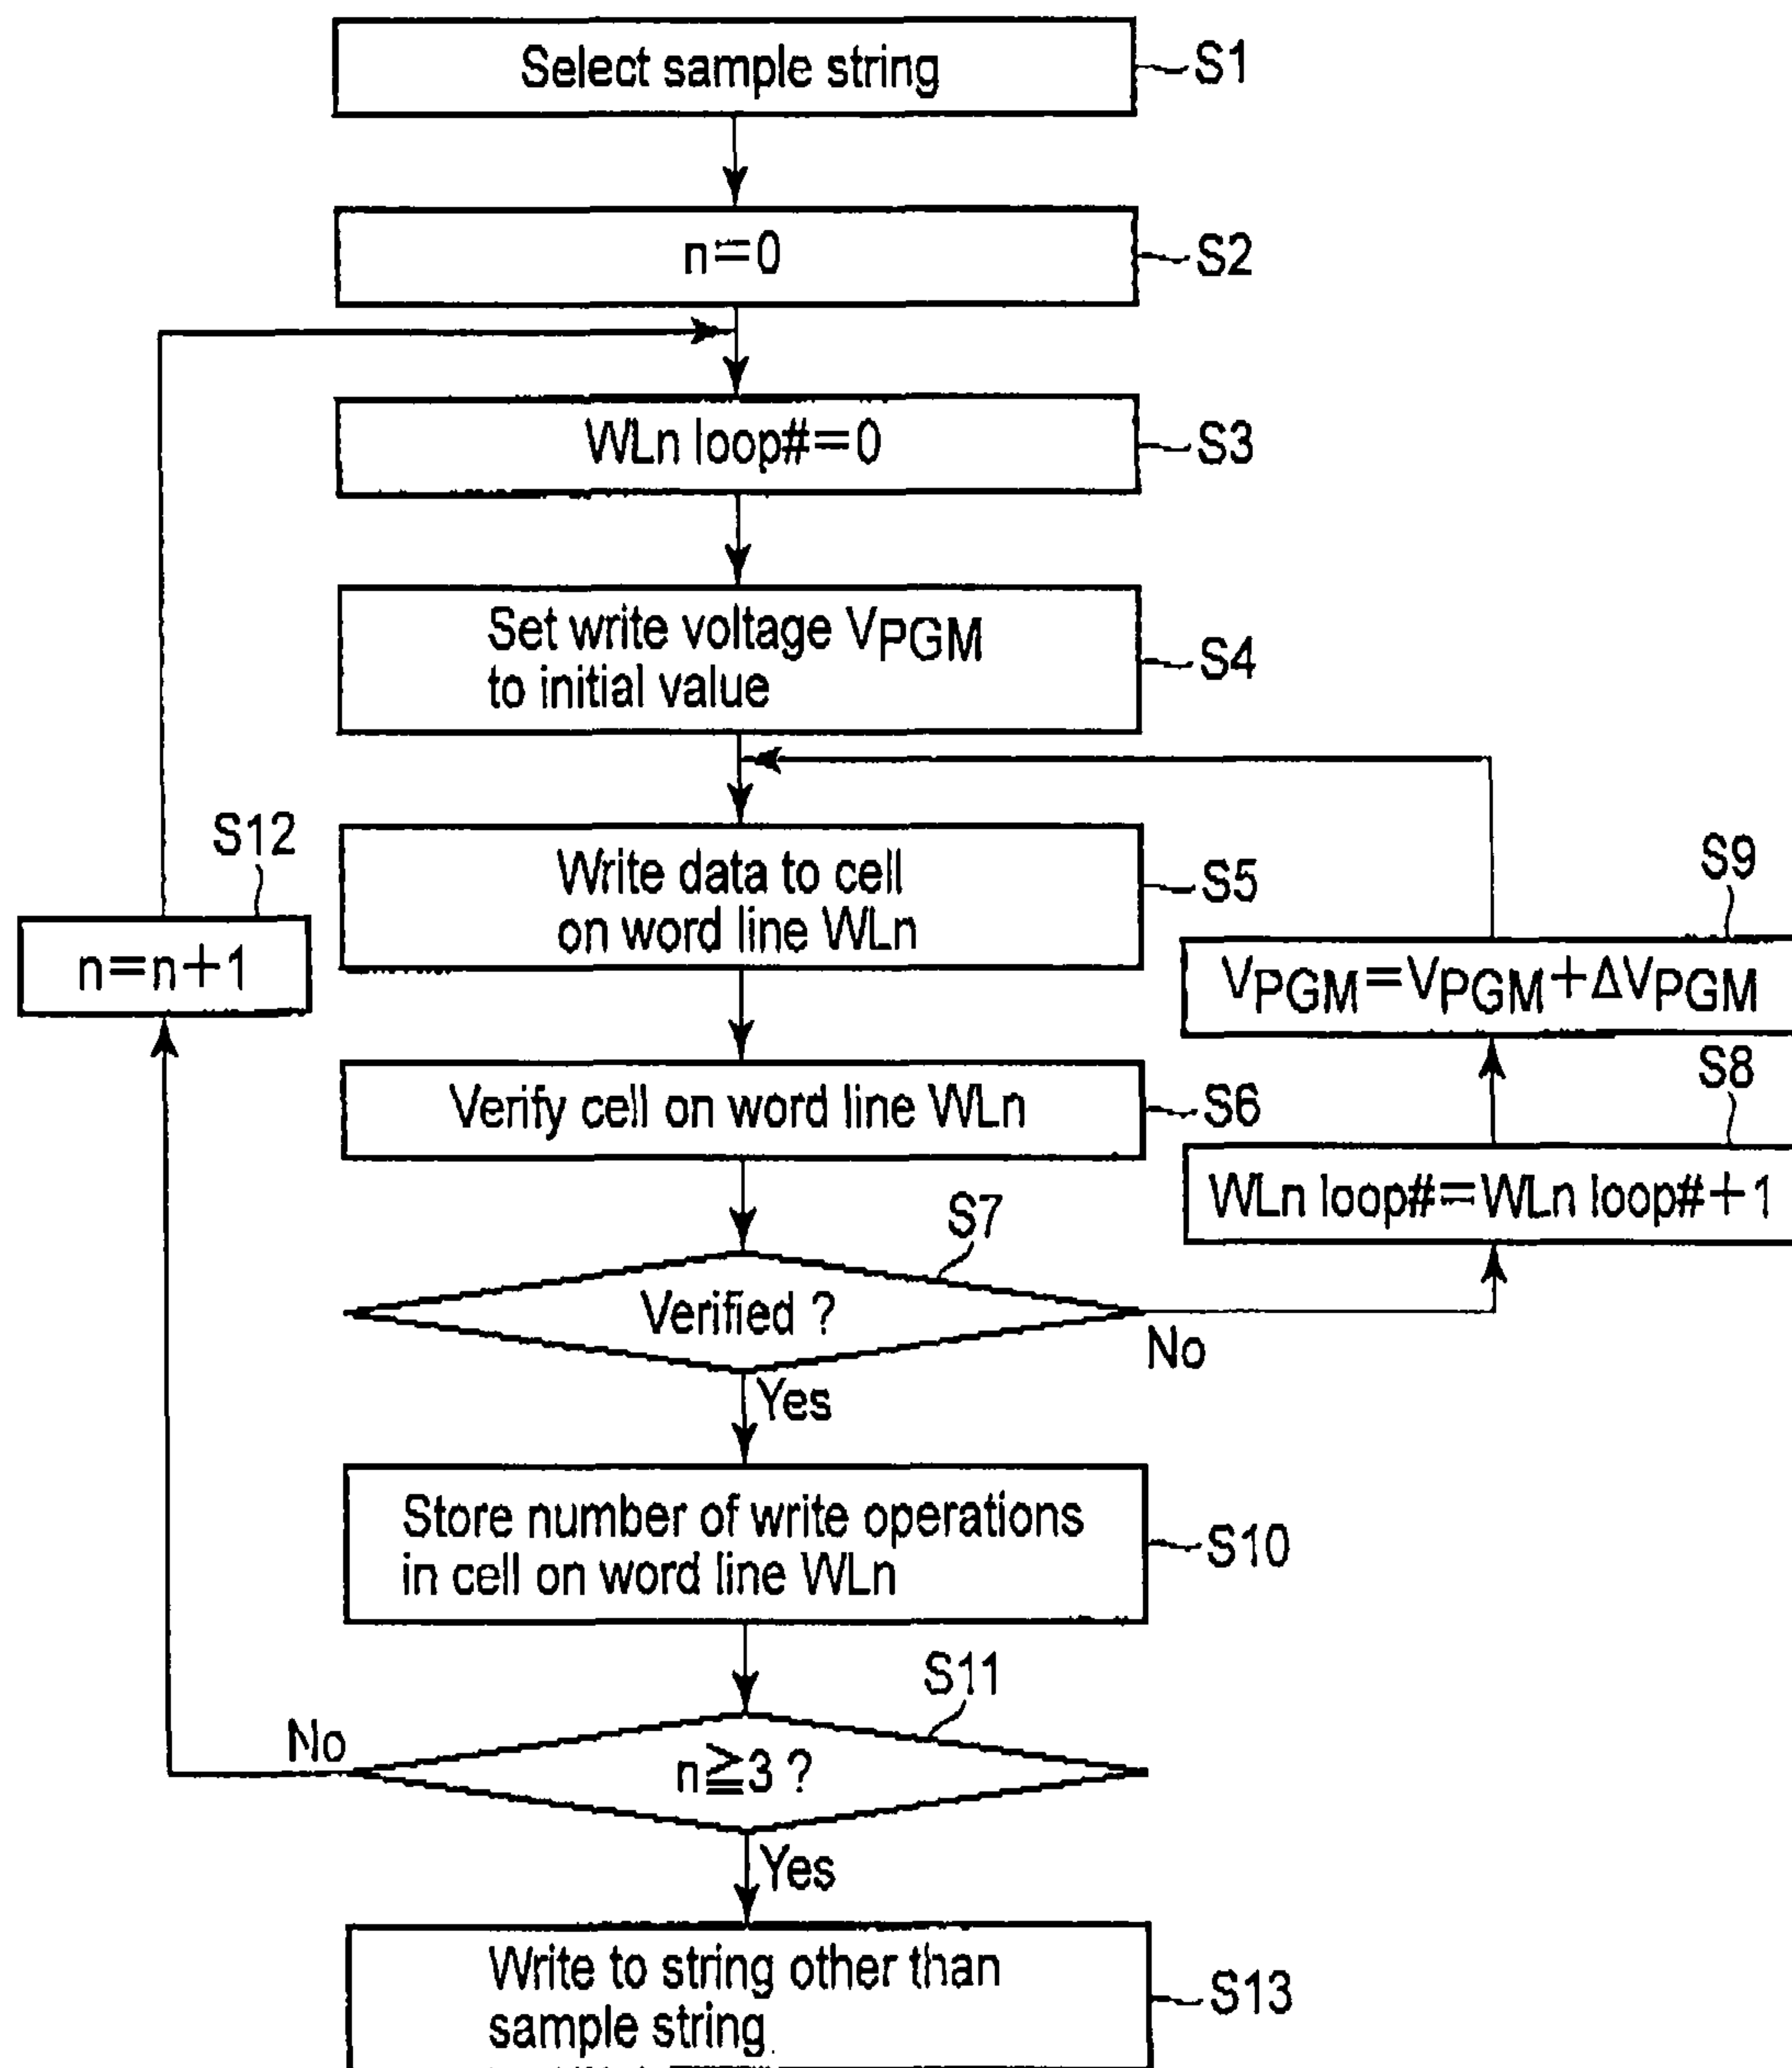 Select sample string
S1
n=0
S2
WLn loop#=0
S3
Set write voltage VPGM
to initial value
S4
S12
n=n+1
Write data to cell
on word line WLn
S5
S9
VPGM=VPGM+ΔVPGM
Verify cell on word line WLn
S6
S8
WLn loop#=WLn loop#+1
S7
Verified ?
No
Yes
Store number of write operations
in cell on word line WLn
S10
S11
No
n≧3 ?
Yes
Write to string other than
sample string
S13